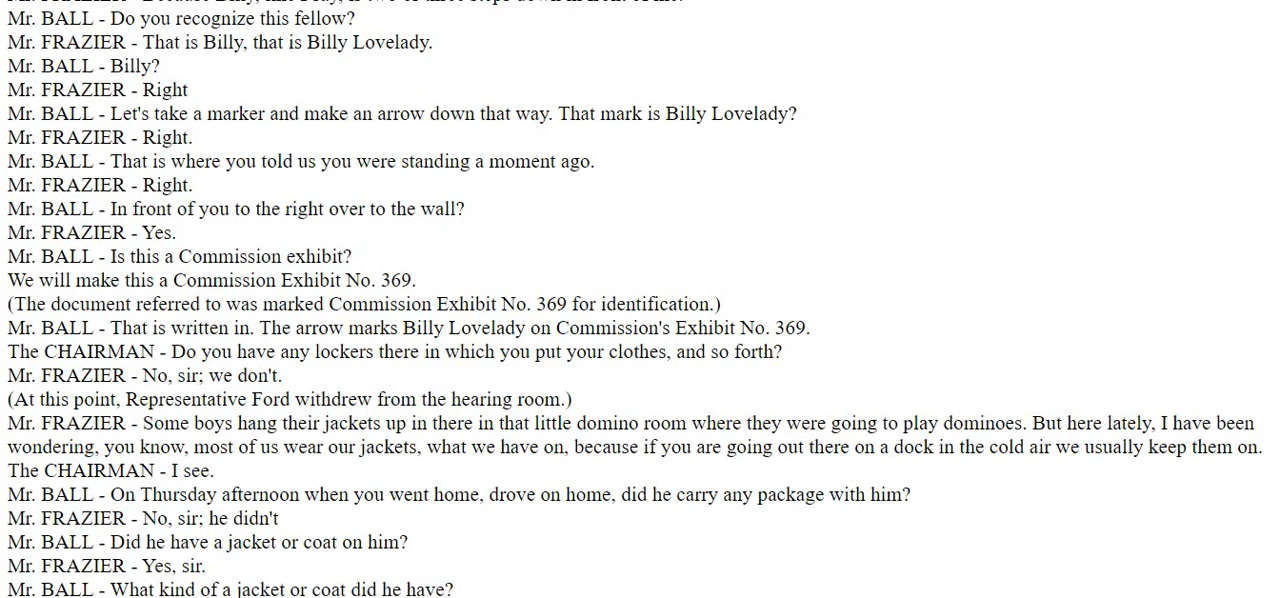 Mr. BALL - Do you recognize this fellow?
Mr. FRAZIER - That is Billy, that is Billy Lovelady.
Mr. BALL - Billy?
Mr. FRAZIER - Right
Mr. BALL - Let's take a marker and make an arrow down that way. That mark is Billy Lovelady?
Mr. FRAZIER - Right.
Mr. BALL - That is where you told us you were standing a moment ago.
Mr. FRAZIER - Right.
Mr. BALL - In front of you to the right over to the wall?
Mr. FRAZIER - Yes.
Mr. BALL - Is this a Commission exhibit?
We will make this a Commission Exhibit No. 369.
(The document referred to was marked Commission Exhibit No. 369 for identification.)
Mr. BALL - That is written in. The arrow marks Billy Lovelady on Commission's Exhibit No. 369.
The CHAIRMAN - Do you have any lockers there in which you put your clothes, and so forth?
Mr. FRAZIER - No, sir; we don't.
(At this point, Representative Ford withdrew from the hearing room.)
Mr. FRAZIER - Some boys hang their jackets up in there in that little domino room where they were going to play dominoes. But here lately, I have been
wondering, you know, most of us wear our jackets, what we have on, because if you are going out there on a dock in the cold air we usually keep them on.
The CHAIRMAN - I see.
Mr. BALL - On Thursday afternoon when you went home, drove on home, did he carry any package with him?
Mr. FRAZIER - No, sir; he didn't
Mr. BALL - Did he have a jacket or coat on him?
Mr. FRAZIER - Yes, sir.
Mr. BALL - What kind of a jacket or coat did he have?